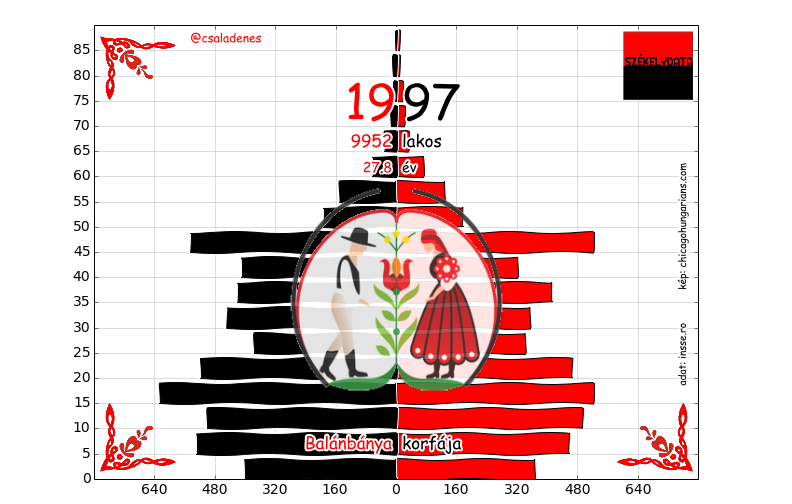 @csaladenes
SZÉKELYDATA
1997
9952 lakos
27.8 év
kép: chicagohungarians.com
adat: insse.ro
Balánbánya korfája
85
80
75
70
65
60
55
50
45
40
35
30
25
20
15
10
5
0
640 480 320 160 0 160 320 480 640